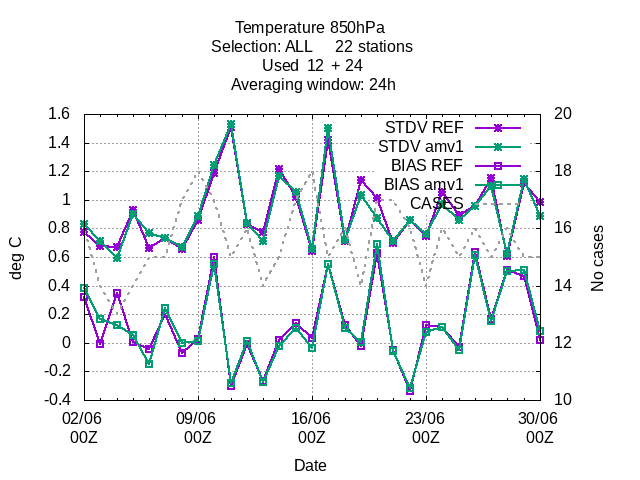 Temperature 850hPa
Selection: ALL 22 stations
Used 12 + 24
Averaging window: 24h
1.6 20
STDV REF
1.4
STDV amv1
1.2 BIAS REF 18
BIAS amv1
1 CASES
0.8 16
0.6
0.4 14
0.2
0 12
-0.2
-0.4 10
deg C
No cases
02/06 09/06 16/06 23/06 30/06
00Z 00Z 00Z 00Z 00Z
Date